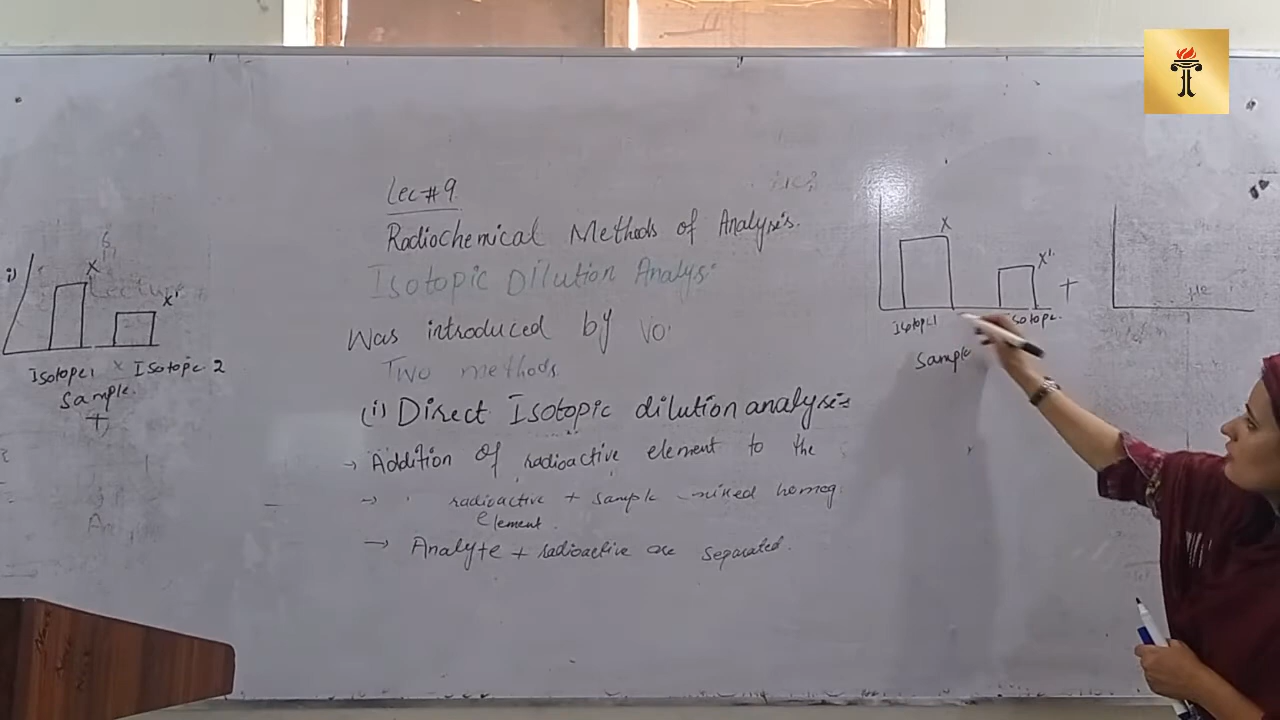 Lec#9.
Radiochemical Methods of Analysis.
Isotopic Dilution Analysis
Was introduced by
Two methods
(i) Direct Isotopic dilution analysis
→ Addition of radioactive element to the
→ radioactive + sample mixed homog
element.
→ Analyte + radioactive are separated.
i)
X
X'
Isotope1 X Isotope 2
Sample.
+
X
X'
+
Isotope1 isotope.
Sample